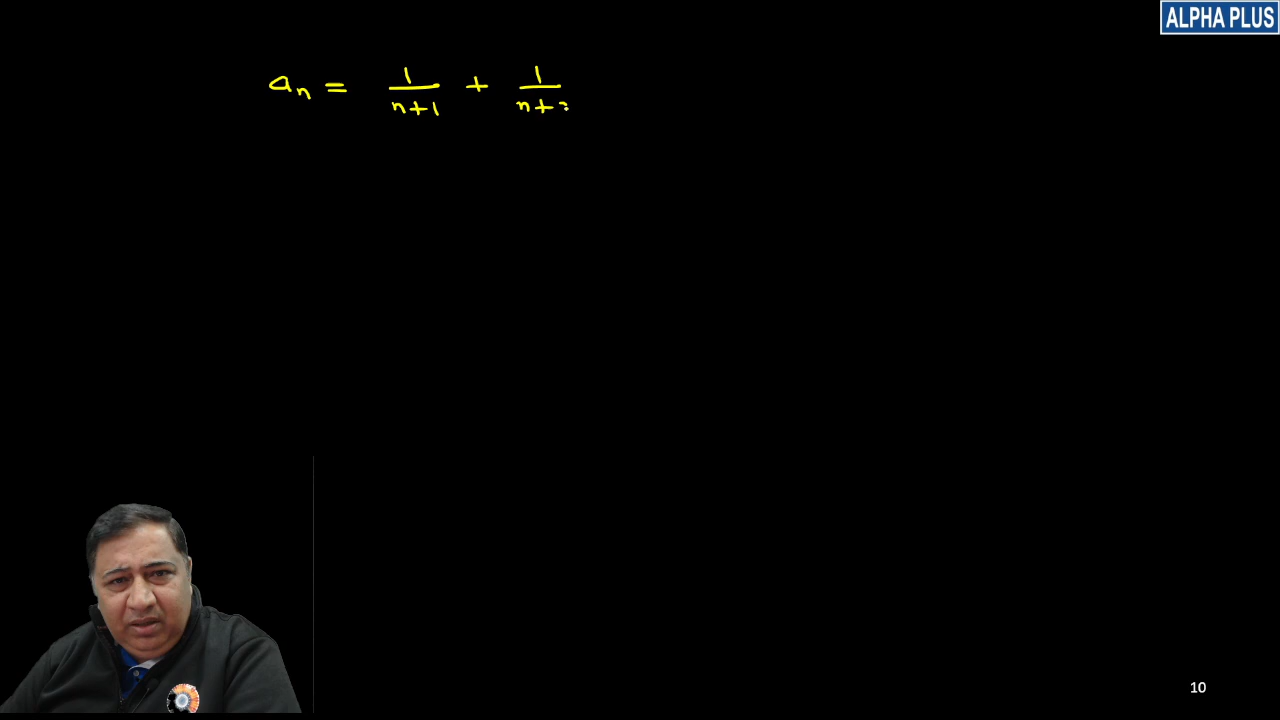 ALPHA PLUS
aₙ = 1/(n+1) + 1/(n+
10